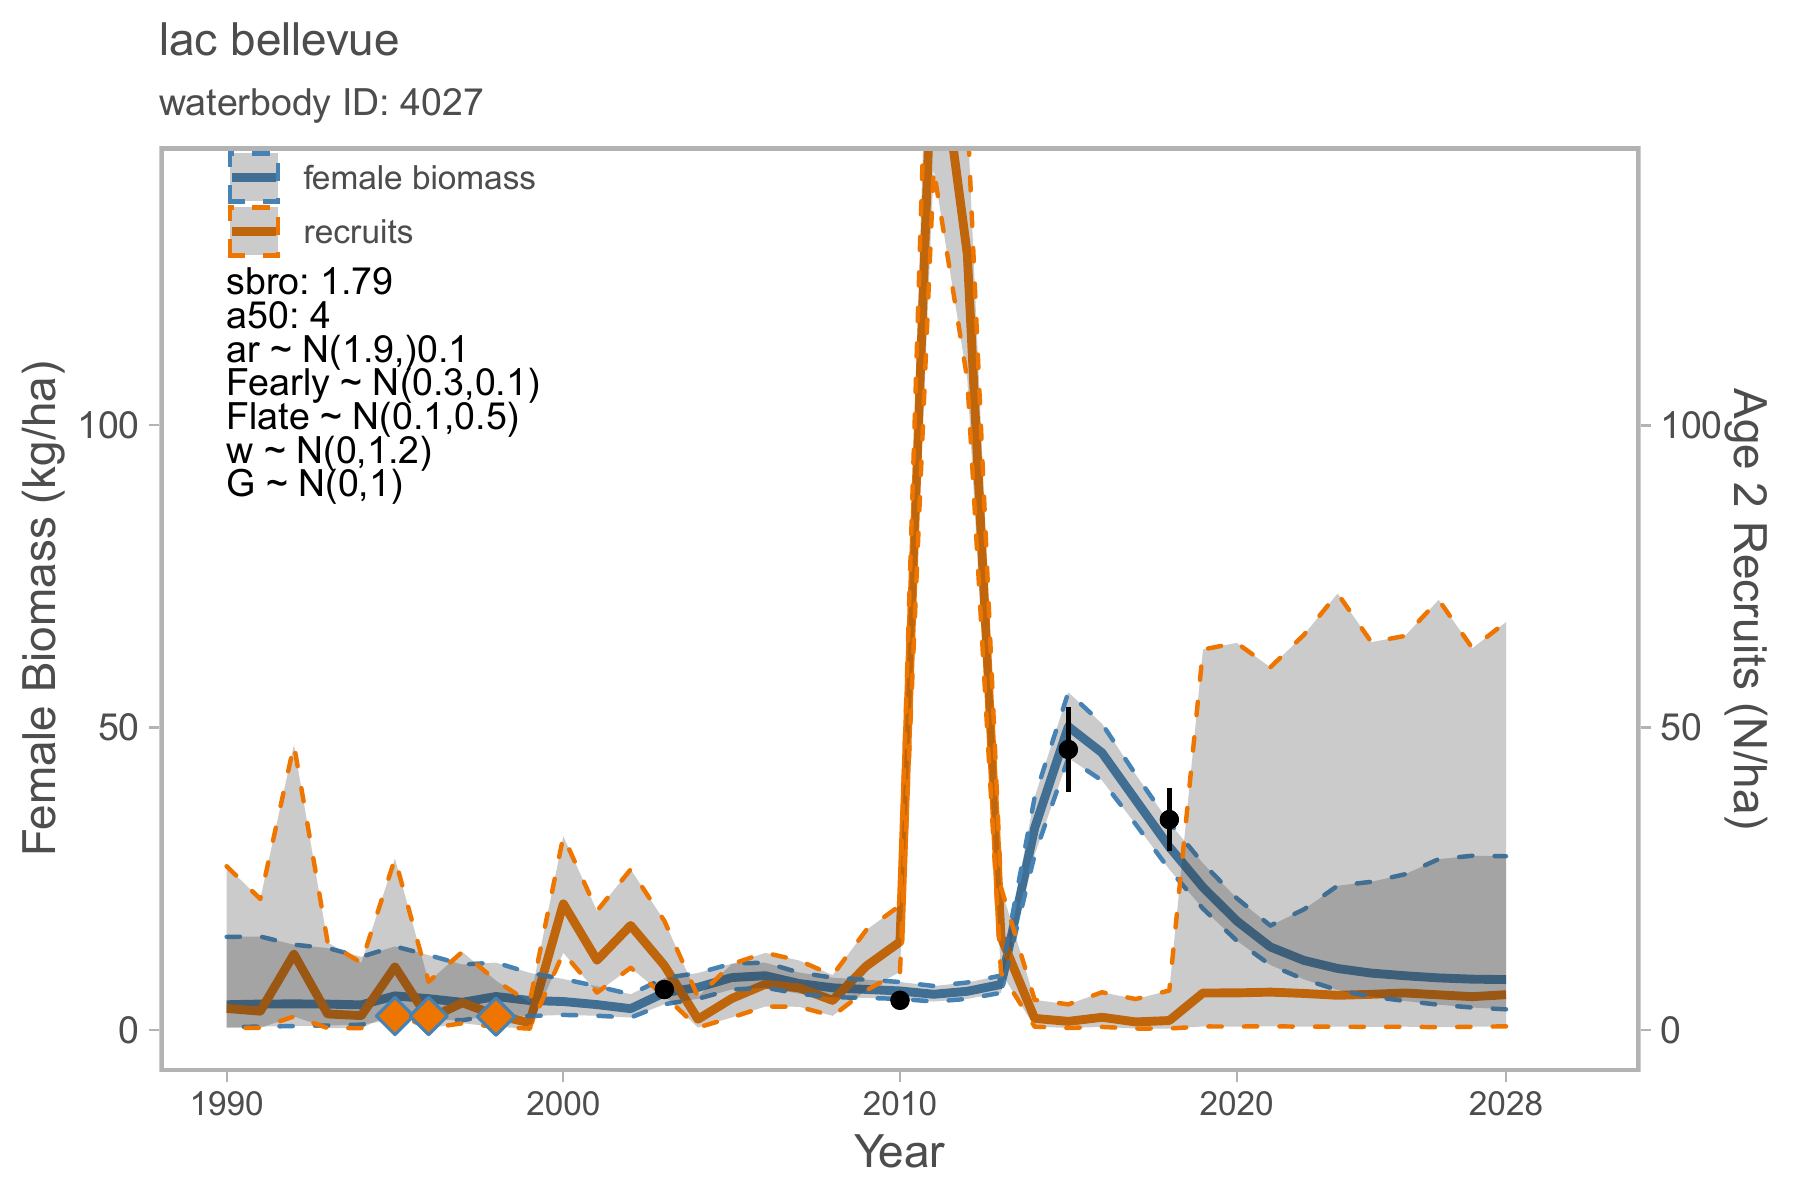 lac bellevue
waterbody ID: 4027
female biomass
recruits
sbro: 1.79
a50: 4
ar ~ N(1.9,)0.1
Fearly ~ N(0.3,0.1)
Flate ~ N(0.1,0.5)
w ~ N(0,1.2)
G ~ N(0,1)
Female Biomass (kg/ha)
100
50
0
100
50
0
Age 2 Recruits (N/ha)
1990
2000
2010
2020
2028
Year